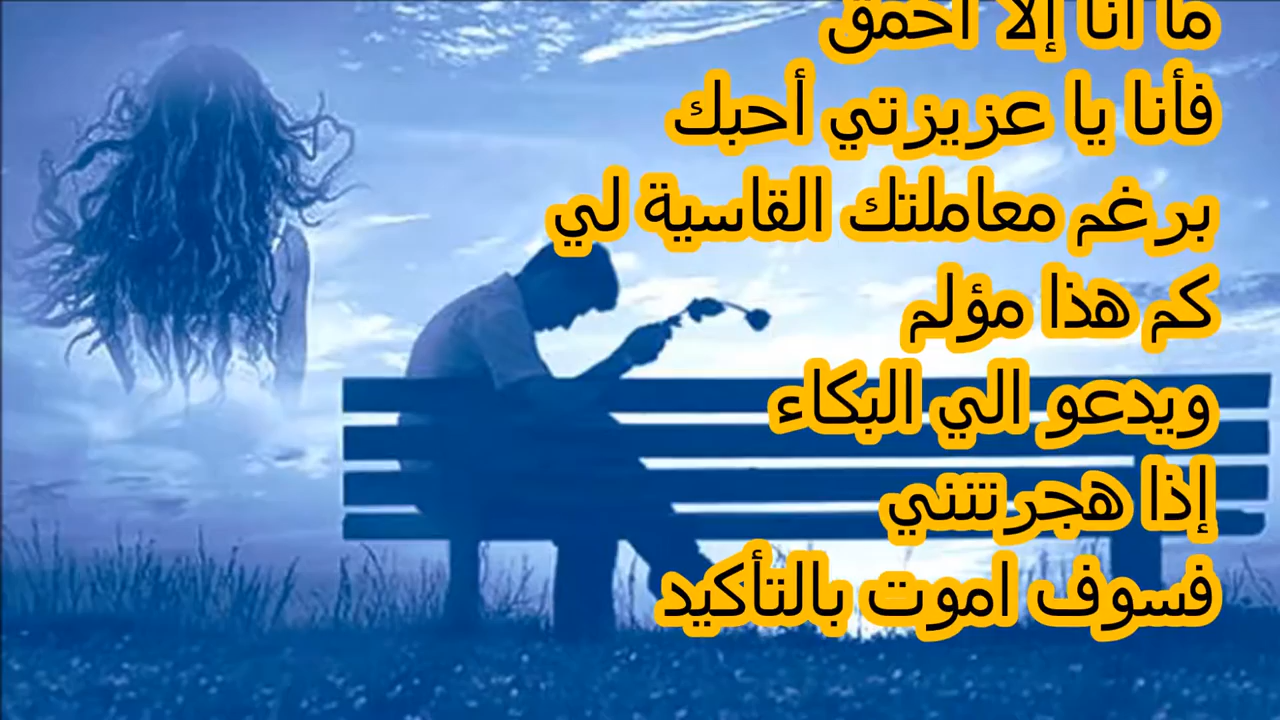 ما أنا إلا أحمق
فأنا يا عزيزتي أحبك
برغم معاملتك القاسية لي
كم هذا مؤلم
ويدعو الي البكاء
إذا هجرتتني
فسوف اموت بالتأكيد